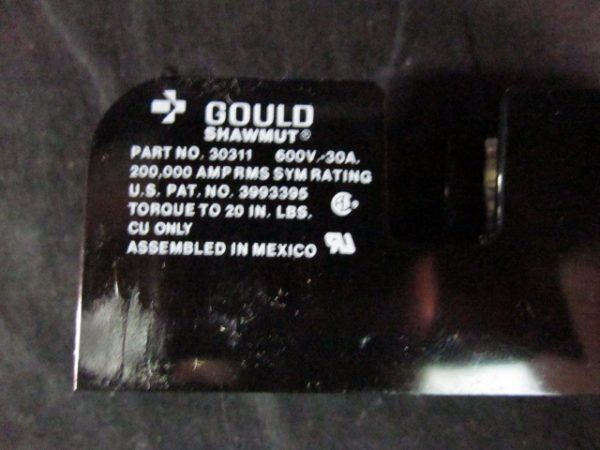 GOULD
SHAWMUT®
PART NO. 30311 600V.-30A.
200,000 AMP RMS SYM RATING
U.S. PAT. NO. 3993395
TORQUE TO 20 IN. LBS.
CU ONLY
ASSEMBLED IN MEXICO